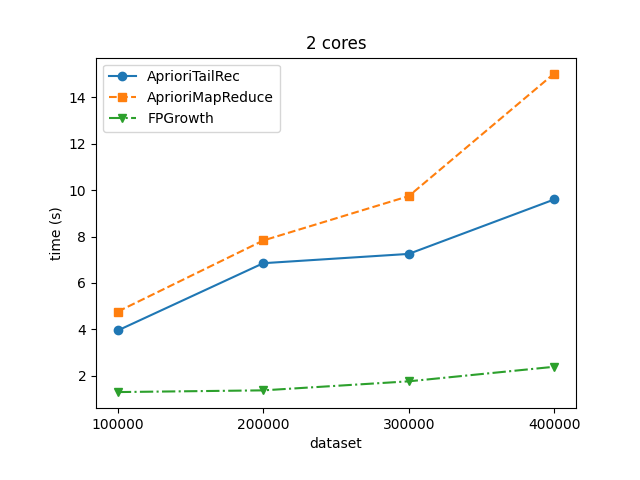 2 cores
AprioriTailRec
AprioriMapReduce
FPGrowth
14
12
10
8
6
4
2
time (s)
100000 200000 300000 400000
dataset